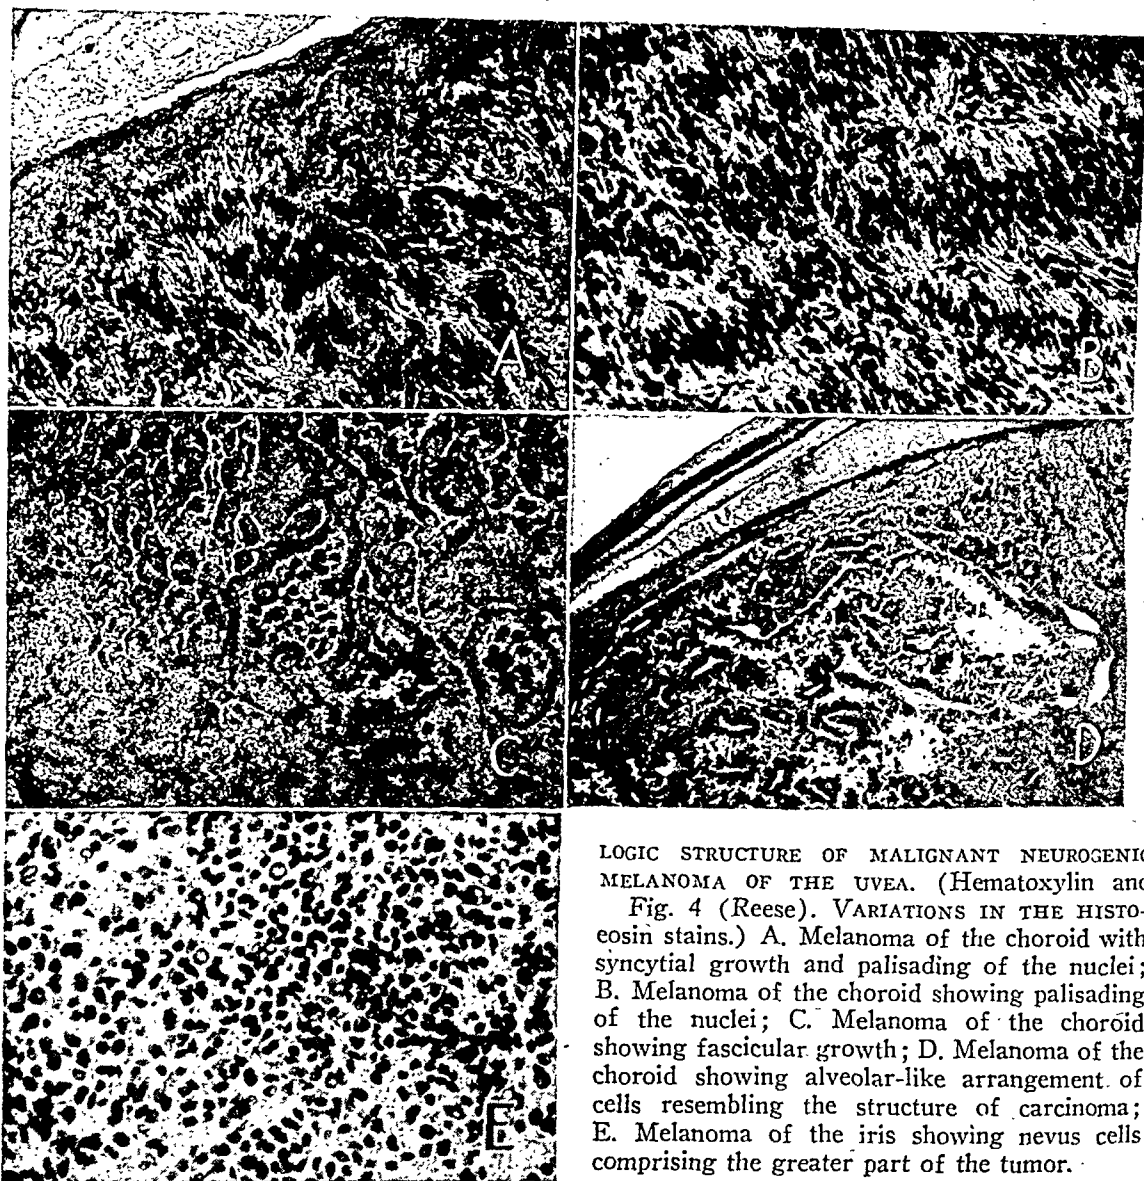 A
B
C
D
E
LOGIC STRUCTURE OF MALIGNANT NEUROGENIC
MELANOMA OF THE UVEA. (Hematoxylin and
Fig. 4 (Reese). VARIATIONS IN THE HISTO-
eosin stains.) A. Melanoma of the choroid with
syncytial growth and palisading of the nuclei;
B. Melanoma of the choroid showing palisading
of the nuclei; C. Melanoma of the choroid
showing fascicular growth; D. Melanoma of the
choroid showing alveolar-like arrangement of
cells resembling the structure of carcinoma;
E. Melanoma of the iris showing nevus cells
comprising the greater part of the tumor.